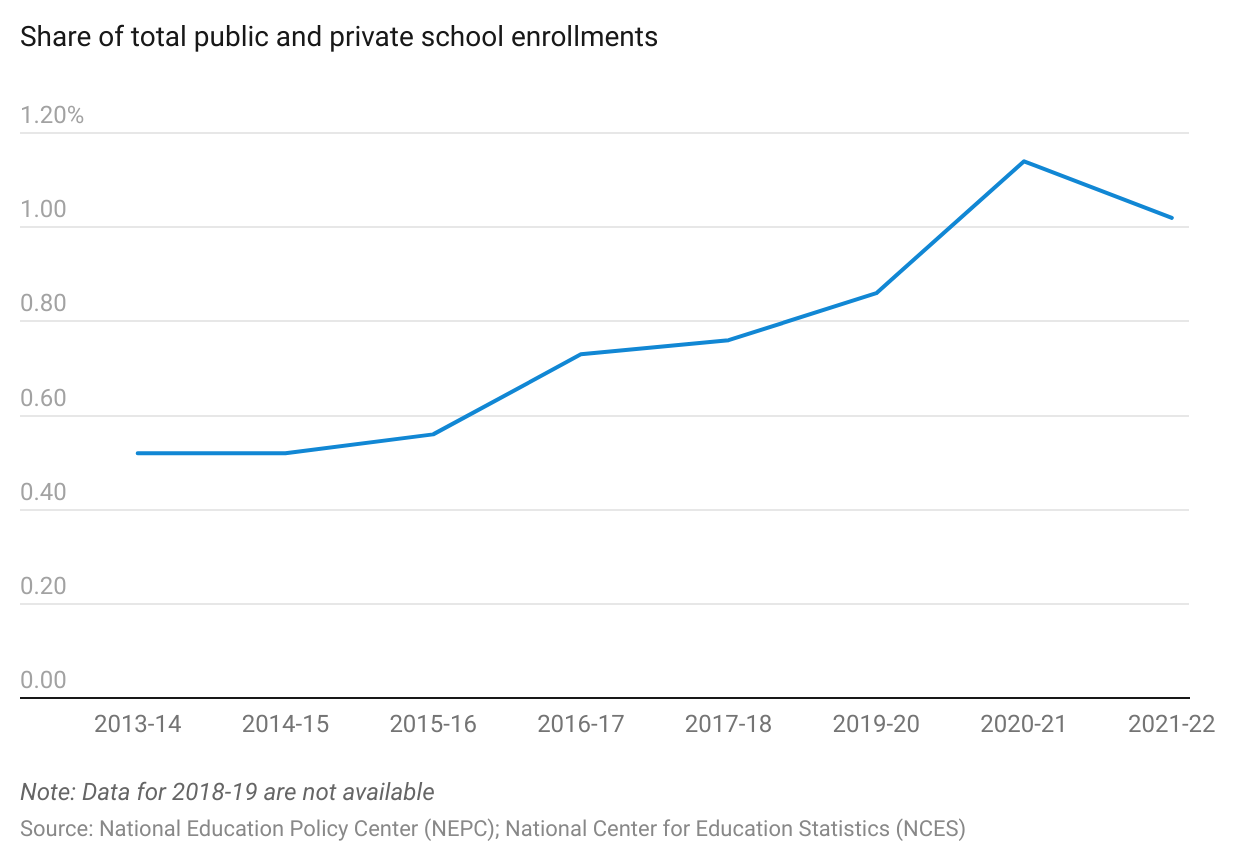 Share of total public and private school enrollments
1.20%
1.00
0.80
0.60
0.40
0.20
0.00
2013-14 2014-15 2015-16 2016-17 2017-18 2019-20 2020-21 2021-22
Note: Data for 2018-19 are not available
Source: National Education Policy Center (NEPC); National Center for Education Statistics (NCES)